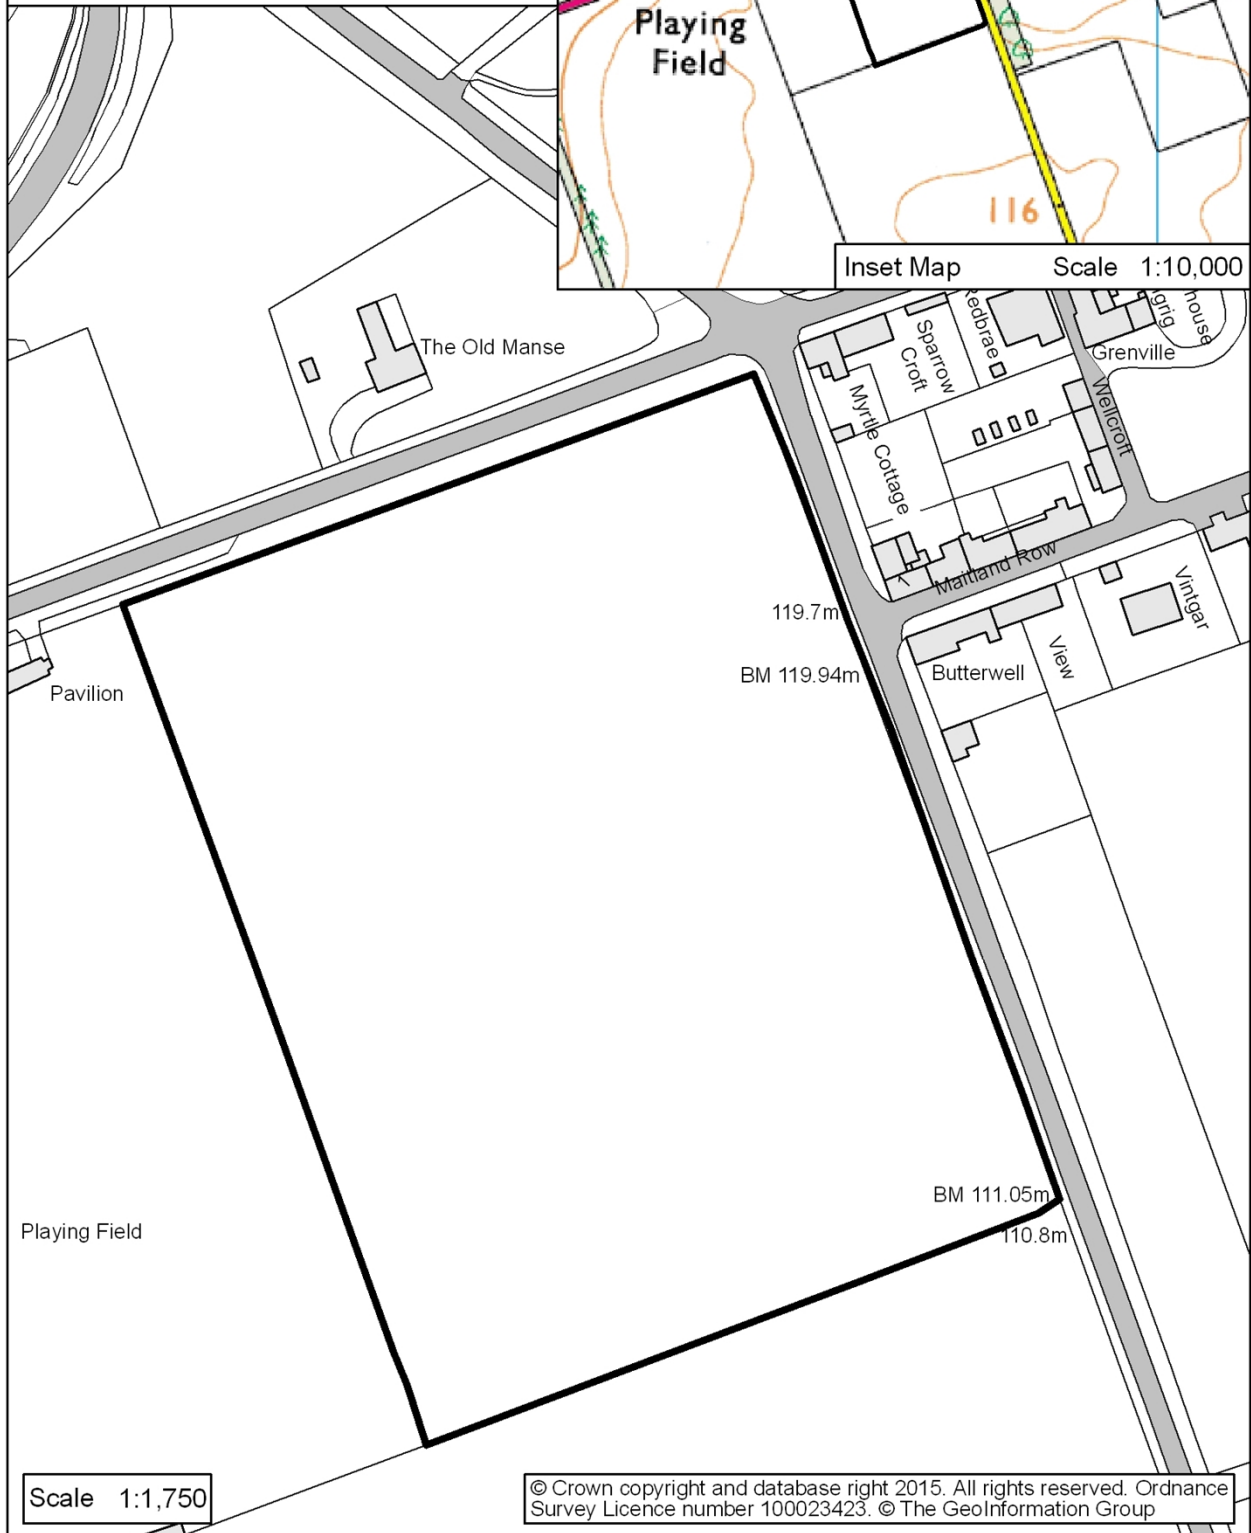 Playing
Field
116
Inset Map Scale 1:10,000
The Old Manse
Sparrow
Croft
Redbrae
house
Grenville
Myrtle Cottage
Wellcroft
Maitland Row
Vintgar
119.7m
BM 119.94m
Butterwell
View
Pavilion
BM 111.05m
110.8m
Playing Field
Scale 1:1,750
© Crown copyright and database right 2015. All rights reserved. Ordnance
Survey Licence number 100023423. © The GeoInformation Group